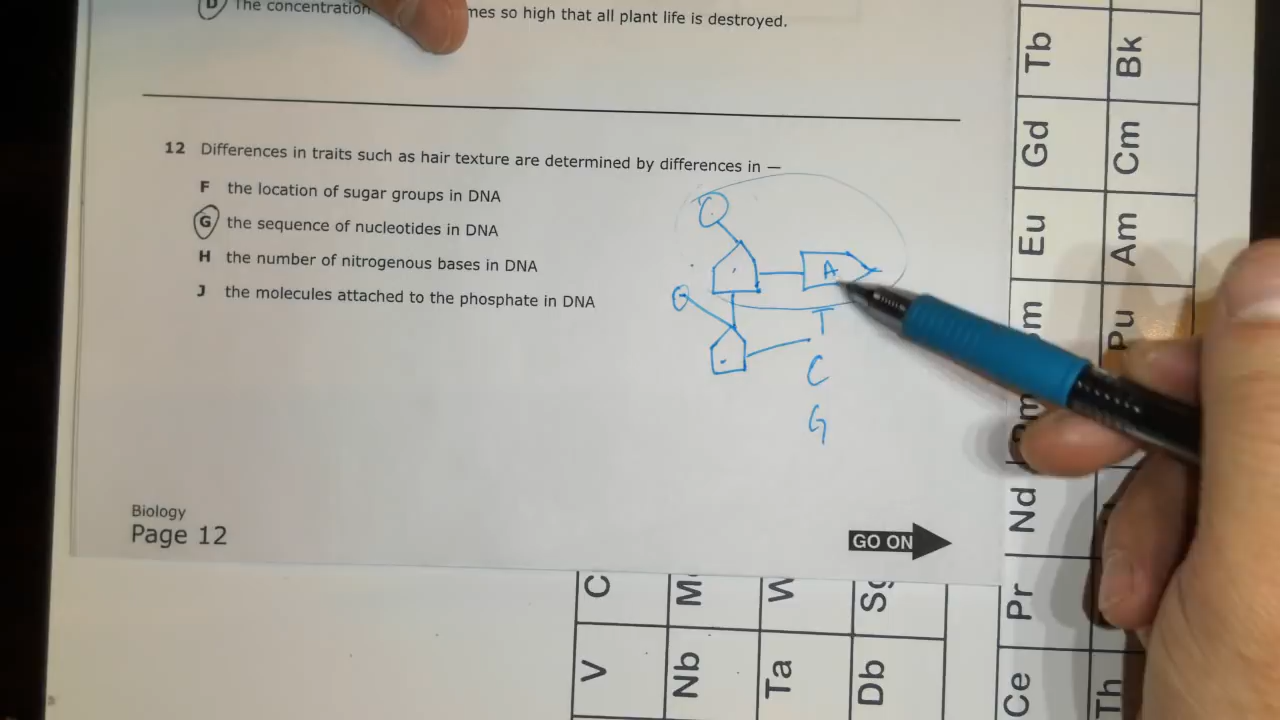 D The concentration mes so high that all plant life is destroyed.
12 Differences in traits such as hair texture are determined by differences in —
F the location of sugar groups in DNA
G the sequence of nucleotides in DNA
H the number of nitrogenous bases in DNA
J the molecules attached to the phosphate in DNA
A
T
C
G
Biology
Page 12
GO ON
Tb
Bk
Gd
Cm
Eu
Am
Pu
Nd
Pr
Ce
Th
V
Nb
Ta
Db